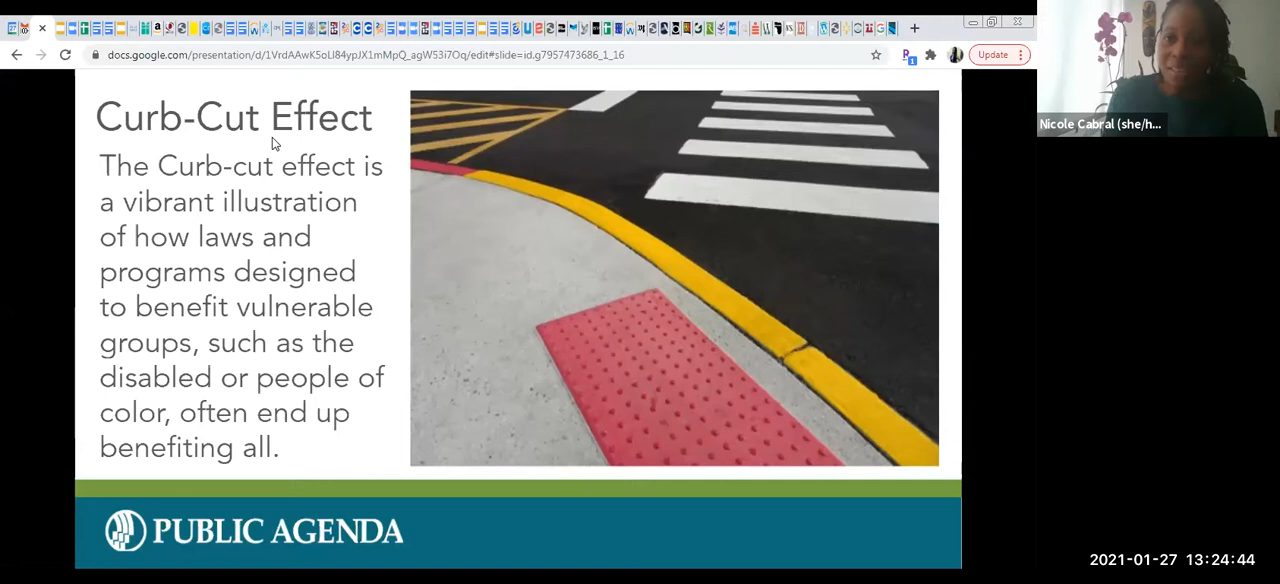 docs.google.com/presentation/d/1VrdAAwK5oLl84ypJX1mMpQ_agW53i7Oq/edit#slide=id.g7957473686_1_16
Update
Nicole Cabral (she/h...
Curb-Cut Effect
The Curb-cut effect is
a vibrant illustration
of how laws and
programs designed
to benefit vulnerable
groups, such as the
disabled or people of
color, often end up
benefiting all.
PUBLIC AGENDA
2021-01-27 13:24:44